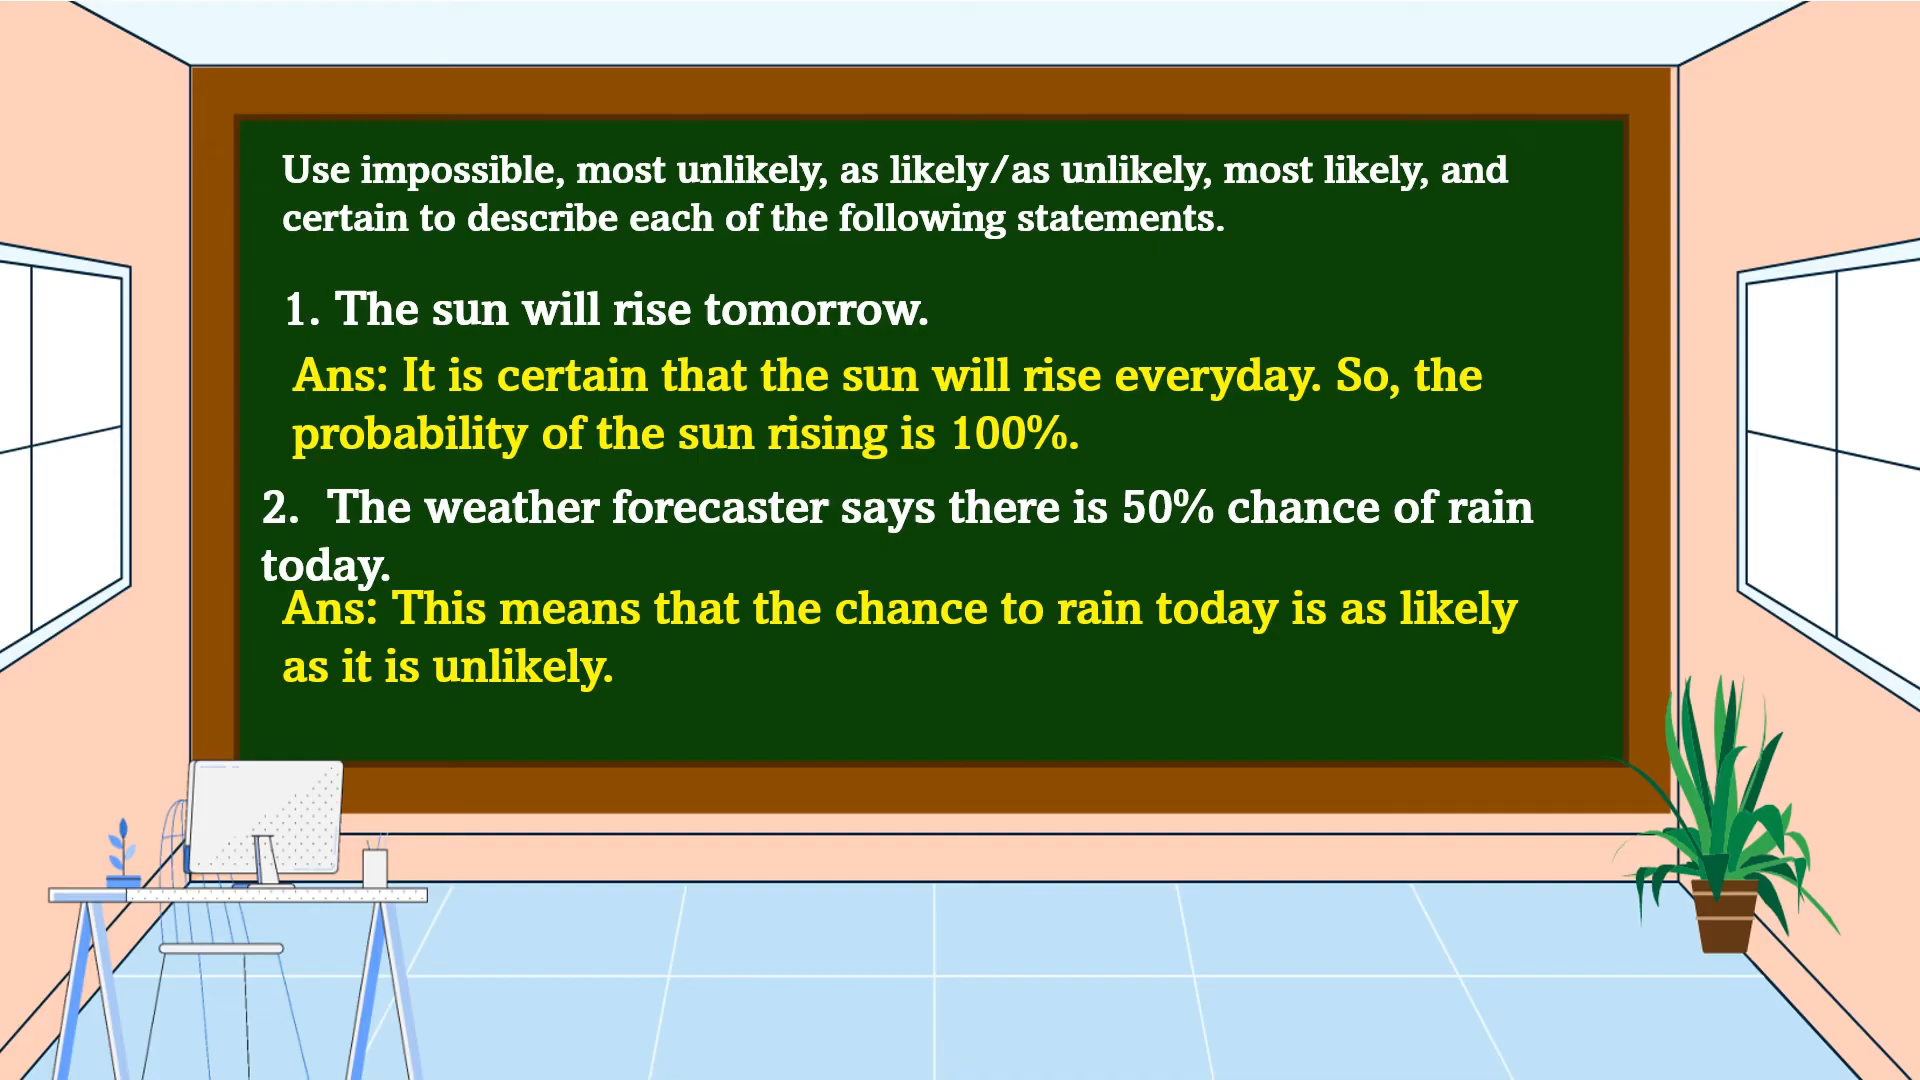 Use impossible, most unlikely, as likely/as unlikely, most likely, and
certain to describe each of the following statements.
1. The sun will rise tomorrow.
Ans: It is certain that the sun will rise everyday. So, the
probability of the sun rising is 100%.
2. The weather forecaster says there is 50% chance of rain
today.
Ans: This means that the chance to rain today is as likely
as it is unlikely.